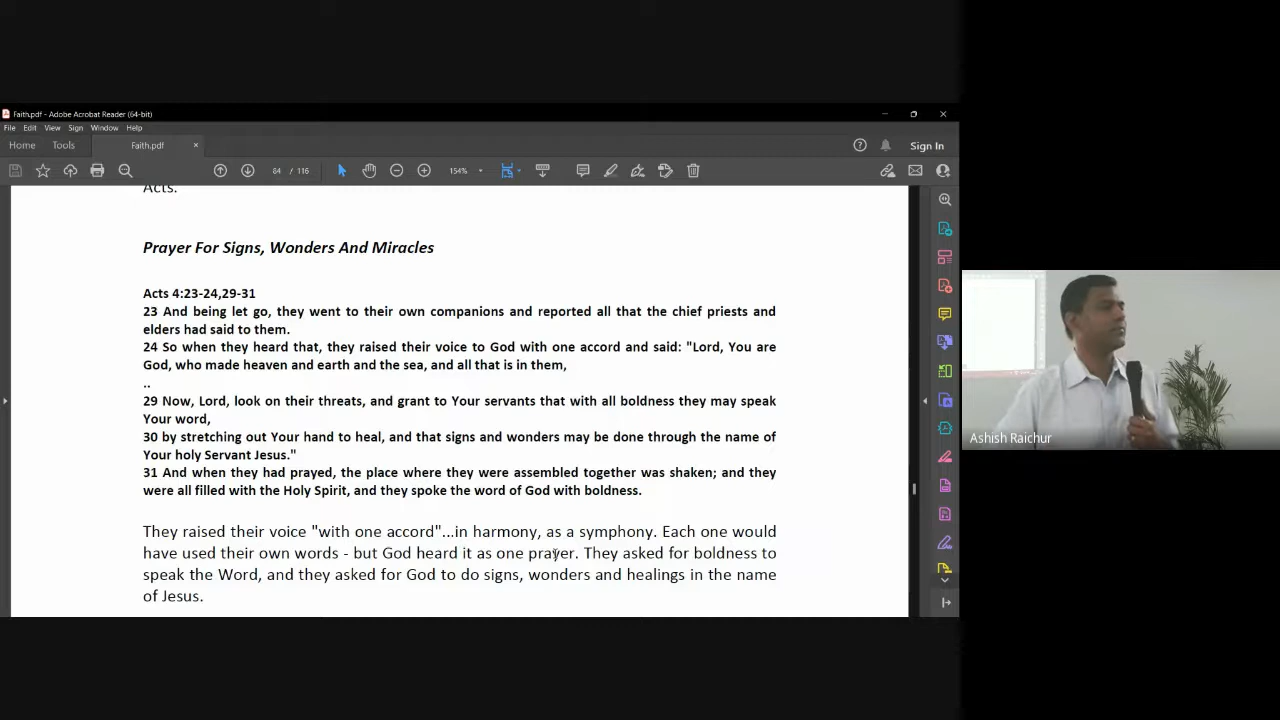 Faith.pdf - Adobe Acrobat Reader (64-bit)
File Edit View Sign Window Help
Home Tools Faith.pdf × Sign In
84 / 116 154%
Acts.
Prayer For Signs, Wonders And Miracles
Acts 4:23-24,29-31
23 And being let go, they went to their own companions and reported all that the chief priests and
elders had said to them.
24 So when they heard that, they raised their voice to God with one accord and said: "Lord, You are
God, who made heaven and earth and the sea, and all that is in them,
..
29 Now, Lord, look on their threats, and grant to Your servants that with all boldness they may speak
Your word,
30 by stretching out Your hand to heal, and that signs and wonders may be done through the name of
Your holy Servant Jesus."
31 And when they had prayed, the place where they were assembled together was shaken; and they
were all filled with the Holy Spirit, and they spoke the word of God with boldness.
They raised their voice "with one accord"...in harmony, as a symphony. Each one would
have used their own words - but God heard it as one prayer. They asked for boldness to
speak the Word, and they asked for God to do signs, wonders and healings in the name
of Jesus.
Ashish Raichur